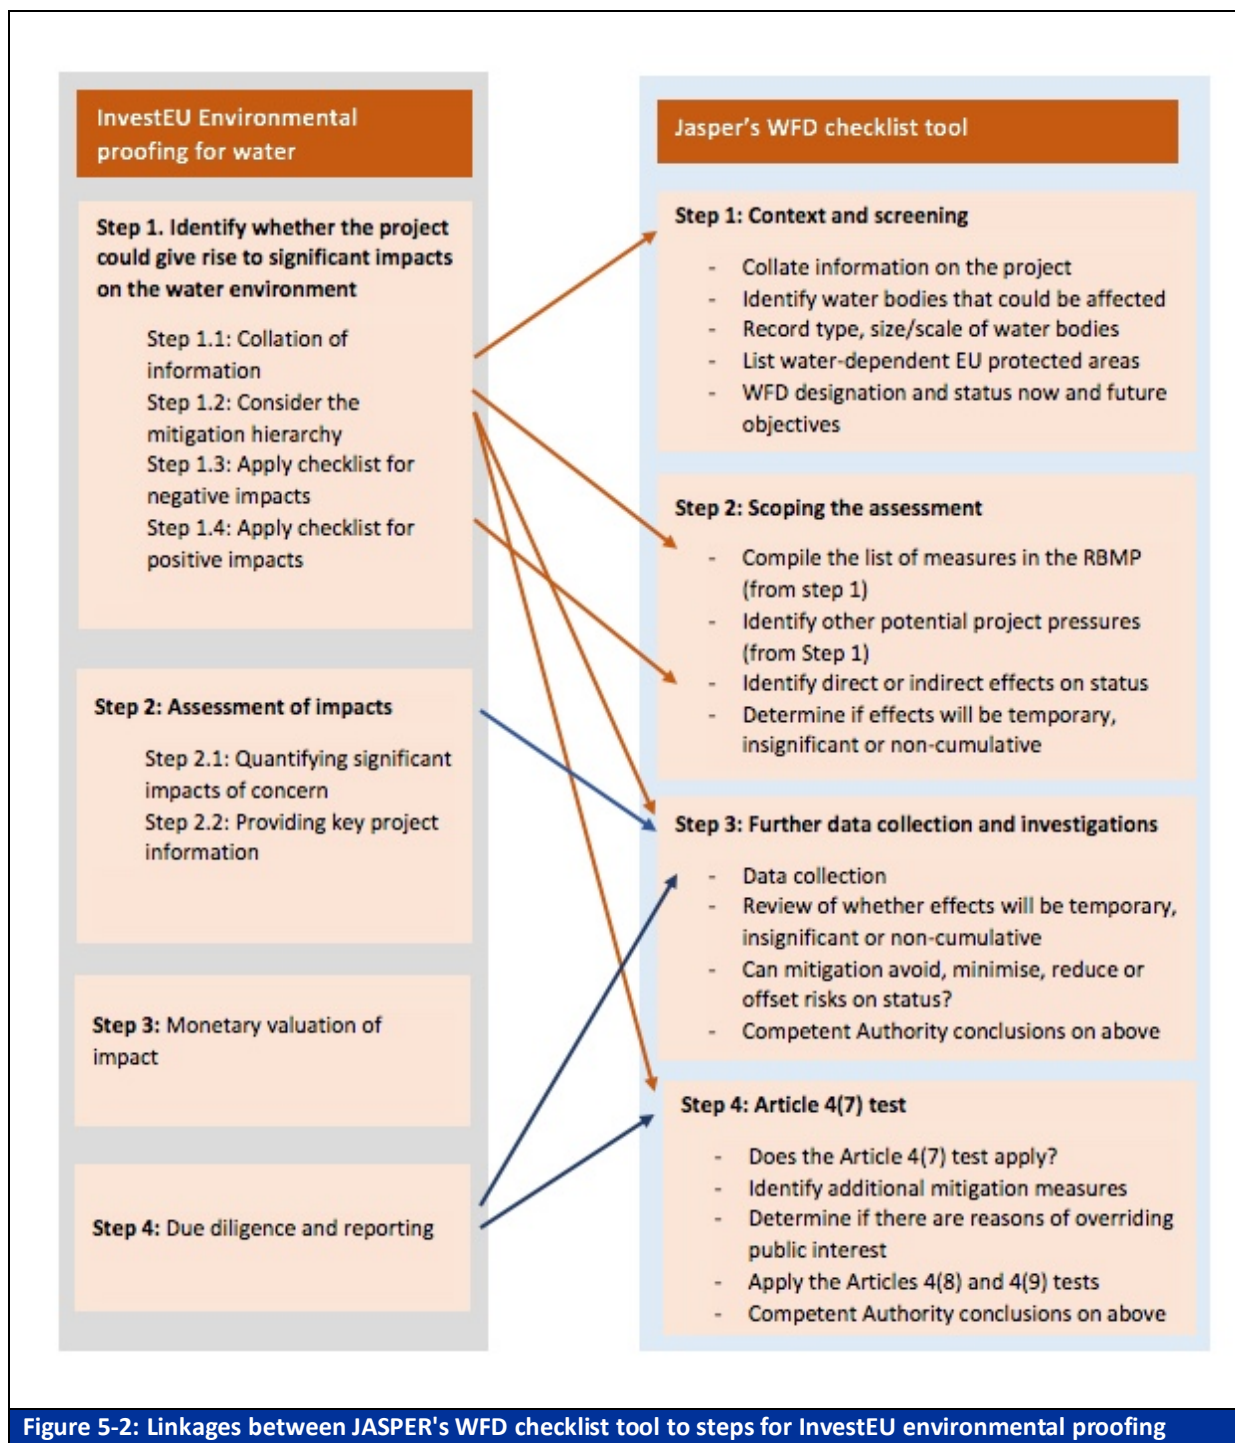 InvestEU Environmental
proofing for water
Step 1. Identify whether the project
could give rise to significant impacts
on the water environment
Step 1.1: Collation of
information
Step 1.2: Consider the
mitigation hierarchy
Step 1.3: Apply checklist for
negative impacts
Step 1.4: Apply checklist for
positive impacts
Step 2: Assessment of impacts
Step 2.1: Quantifying significant
impacts of concern
Step 2.2: Providing key project
information
Step 3: Monetary valuation of
impact
Step 4: Due diligence and reporting
Jasper's WFD checklist tool
Step 1: Context and screening
- Collate information on the project
- Identify water bodies that could be affected
- Record type, size/scale of water bodies
- List water-dependent EU protected areas
- WFD designation and status now and future
objectives
Step 2: Scoping the assessment
- Compile the list of measures in the RBMP
(from step 1)
- Identify other potential project pressures
(from Step 1)
- Identify direct or indirect effects on status
- Determine if effects will be temporary,
insignificant or non-cumulative
Step 3: Further data collection and investigations
- Data collection
- Review of whether effects will be temporary,
insignificant or non-cumulative
- Can mitigation avoid, minimise, reduce or
offset risks on status?
- Competent Authority conclusions on above
Step 4: Article 4(7) test
- Does the Article 4(7) test apply?
- Identify additional mitigation measures
- Determine if there are reasons of overriding
public interest
- Apply the Articles 4(8) and 4(9) tests
- Competent Authority conclusions on above
Figure 5-2: Linkages between JASPER's WFD checklist tool to steps for InvestEU environmental proofing